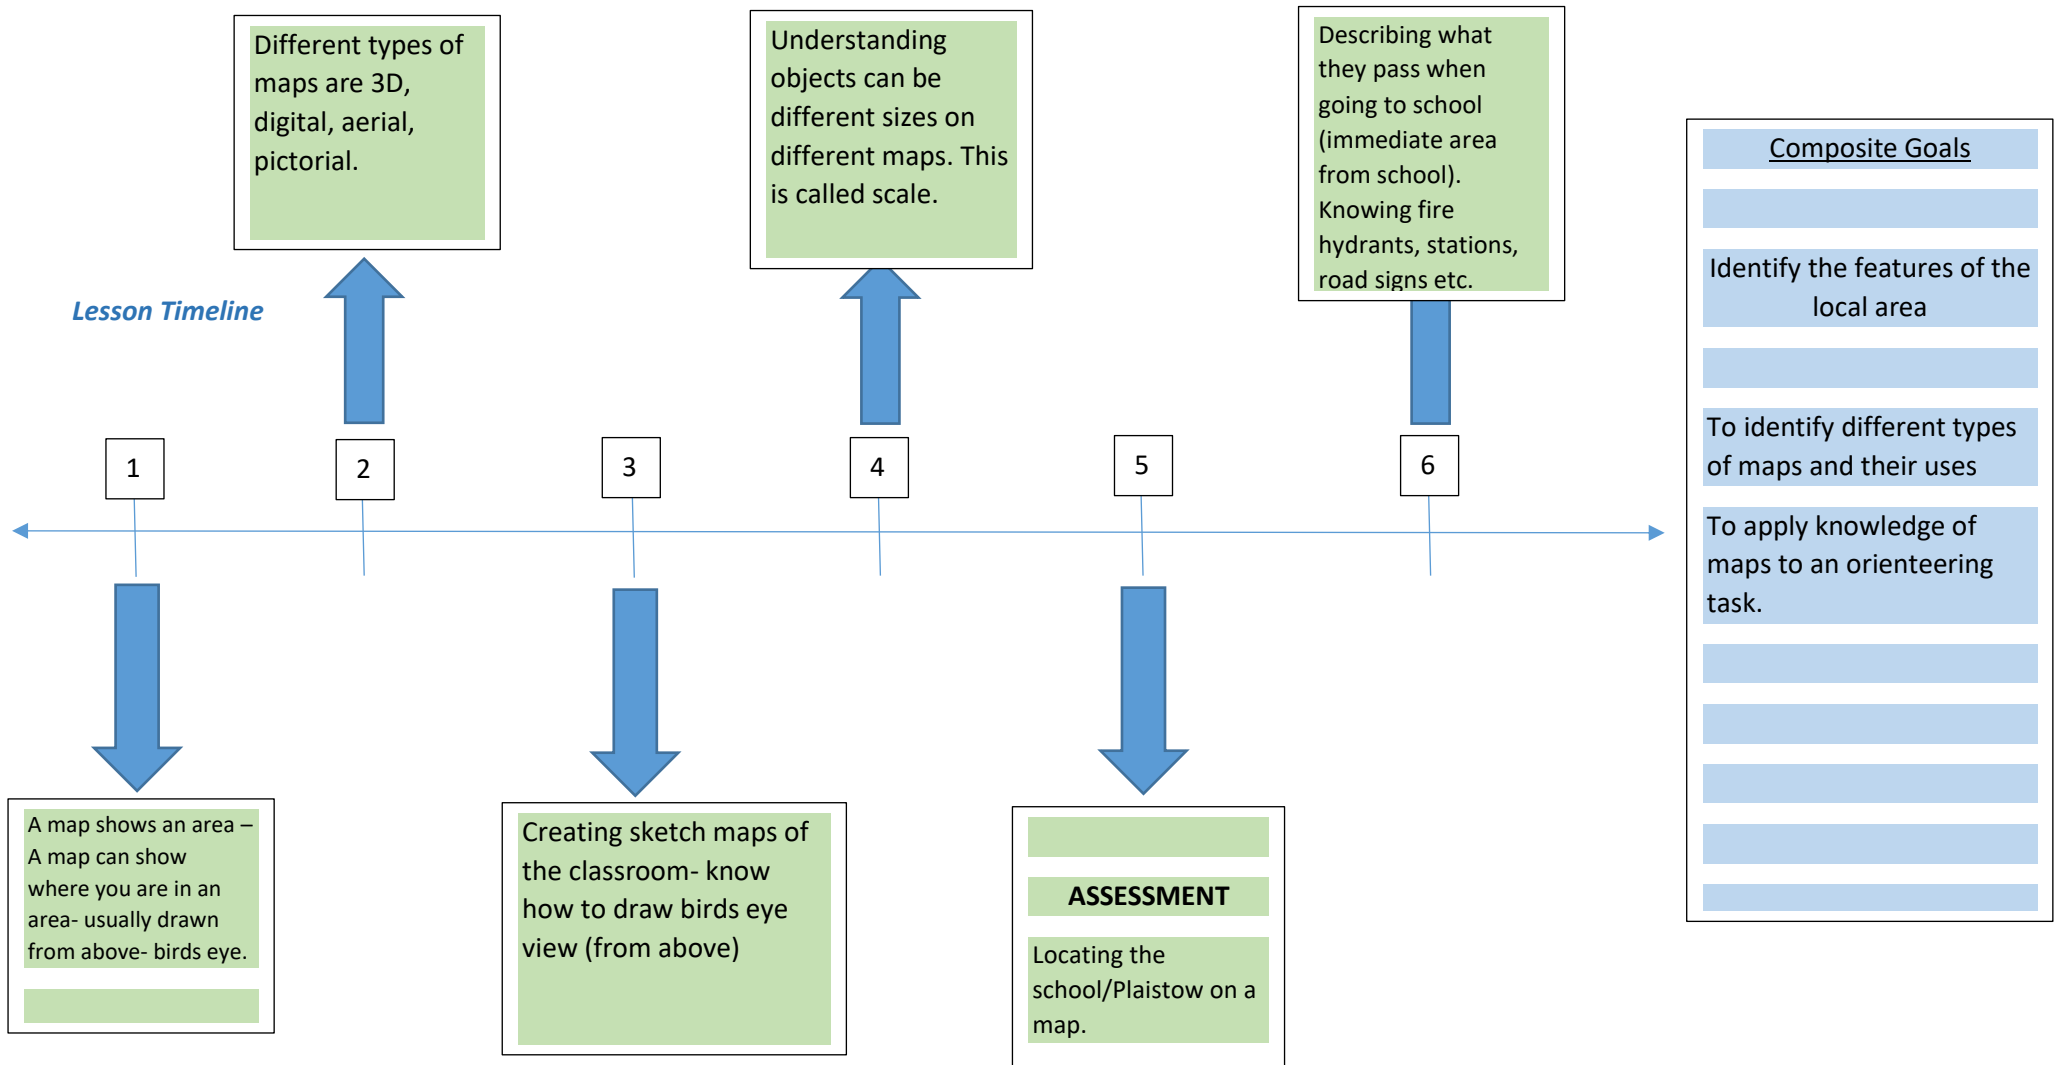 Different types of
maps are 3D,
digital, aerial,
pictorial.
Understanding
objects can be
different sizes on
different maps. This
is called scale.
Describing what
they pass when
going to school
(immediate area
from school).
Knowing fire
hydrants, stations,
road signs etc.
Lesson Timeline
1
2
3
4
5
6
A map shows an area –
A map can show
where you are in an
area- usually drawn
from above- birds eye.
Creating sketch maps of
the classroom- know
how to draw birds eye
view (from above)
ASSESSMENT
Locating the
school/Plaistow on a
map.
Composite Goals
Identify the features of the
local area
To identify different types
of maps and their uses
To apply knowledge of
maps to an orienteering
task.